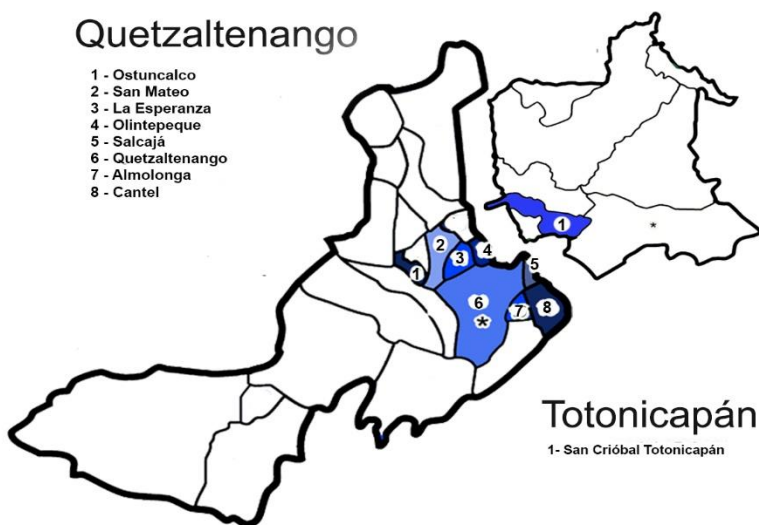 Quetzaltenango
1 - Ostuncalco
2 - San Mateo
3 - La Esperanza
4 - Olintepeque
5 - Salcajá
6 - Quetzaltenango
7 - Almolonga
8 - Cantel
1
2
3
4
5
1
6
*
7
8
*
Totonicapán
1- San Crióbal Totonicapán